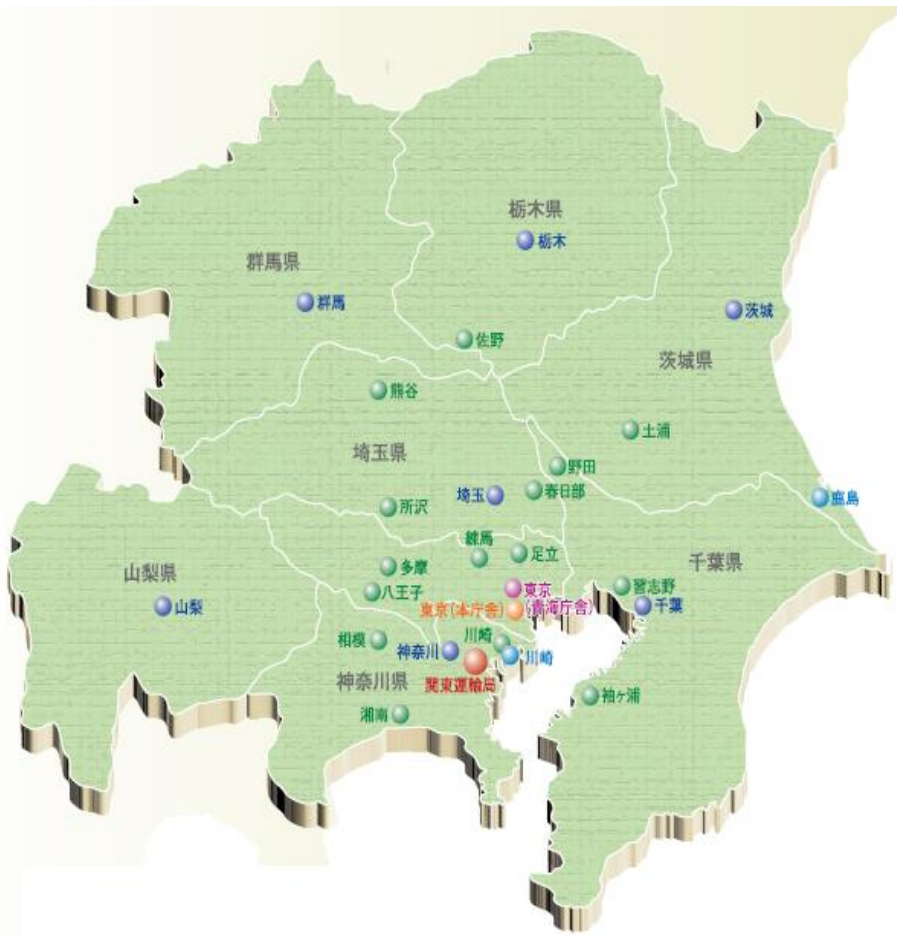 栃木県
栃木
群馬県
群馬
茨城
佐野
茨城県
熊谷
土浦
埼玉県
野田
埼玉
春日部
鹿島
所沢
練馬
足立
千葉県
多摩
山梨県
八王子
東京
習志野
山梨
東京(本庁舎)
(青海庁舎)
千葉
相模
川崎
神奈川
川崎
神奈川県
関東運輸局
袖ヶ浦
湘南